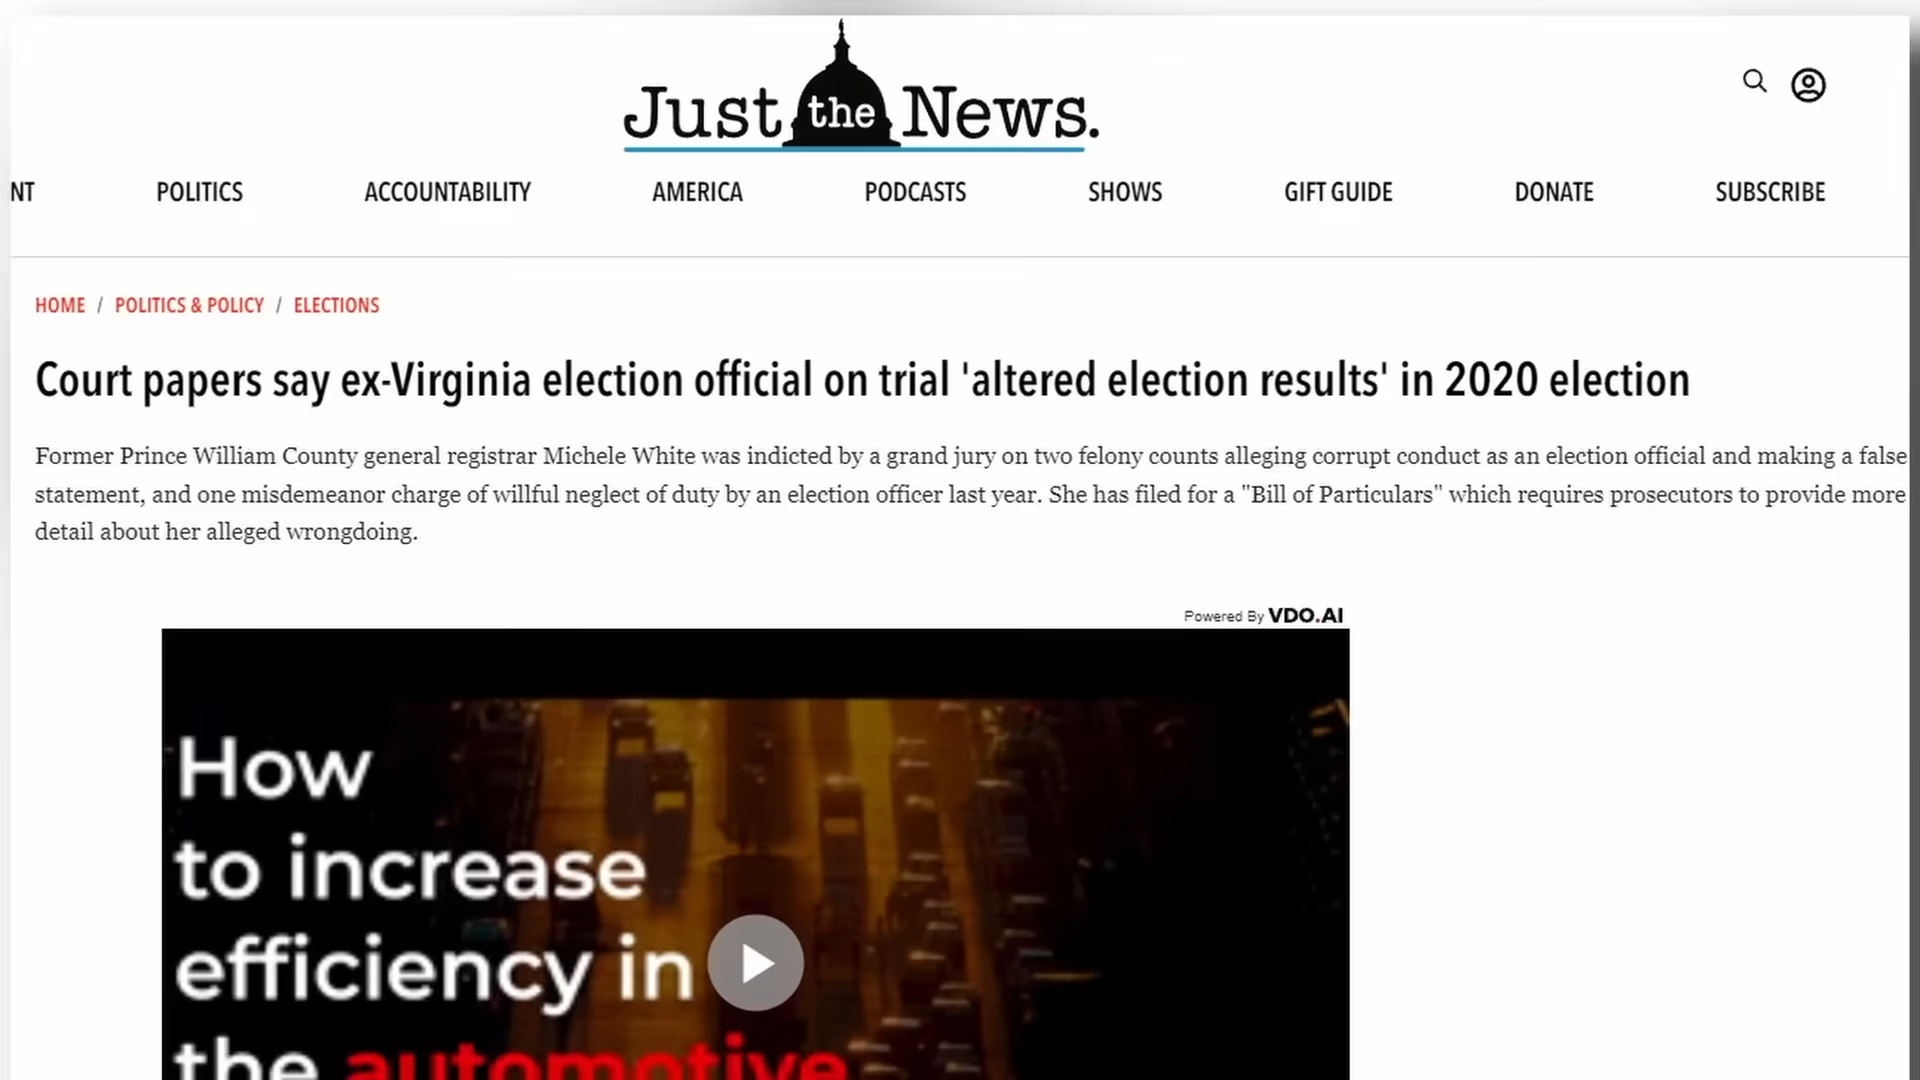 Just the News.
NT POLITICS ACCOUNTABILITY AMERICA PODCASTS SHOWS GIFT GUIDE DONATE SUBSCRIBE
HOME / POLITICS & POLICY / ELECTIONS
Court papers say ex-Virginia election official on trial 'altered election results' in 2020 election
Former Prince William County general registrar Michele White was indicted by a grand jury on two felony counts alleging corrupt conduct as an election official and making a false
statement, and one misdemeanor charge of willful neglect of duty by an election officer last year. She has filed for a "Bill of Particulars" which requires prosecutors to provide more
detail about her alleged wrongdoing.
Powered By VDO.AI
How
to increase
efficiency in
the automotive